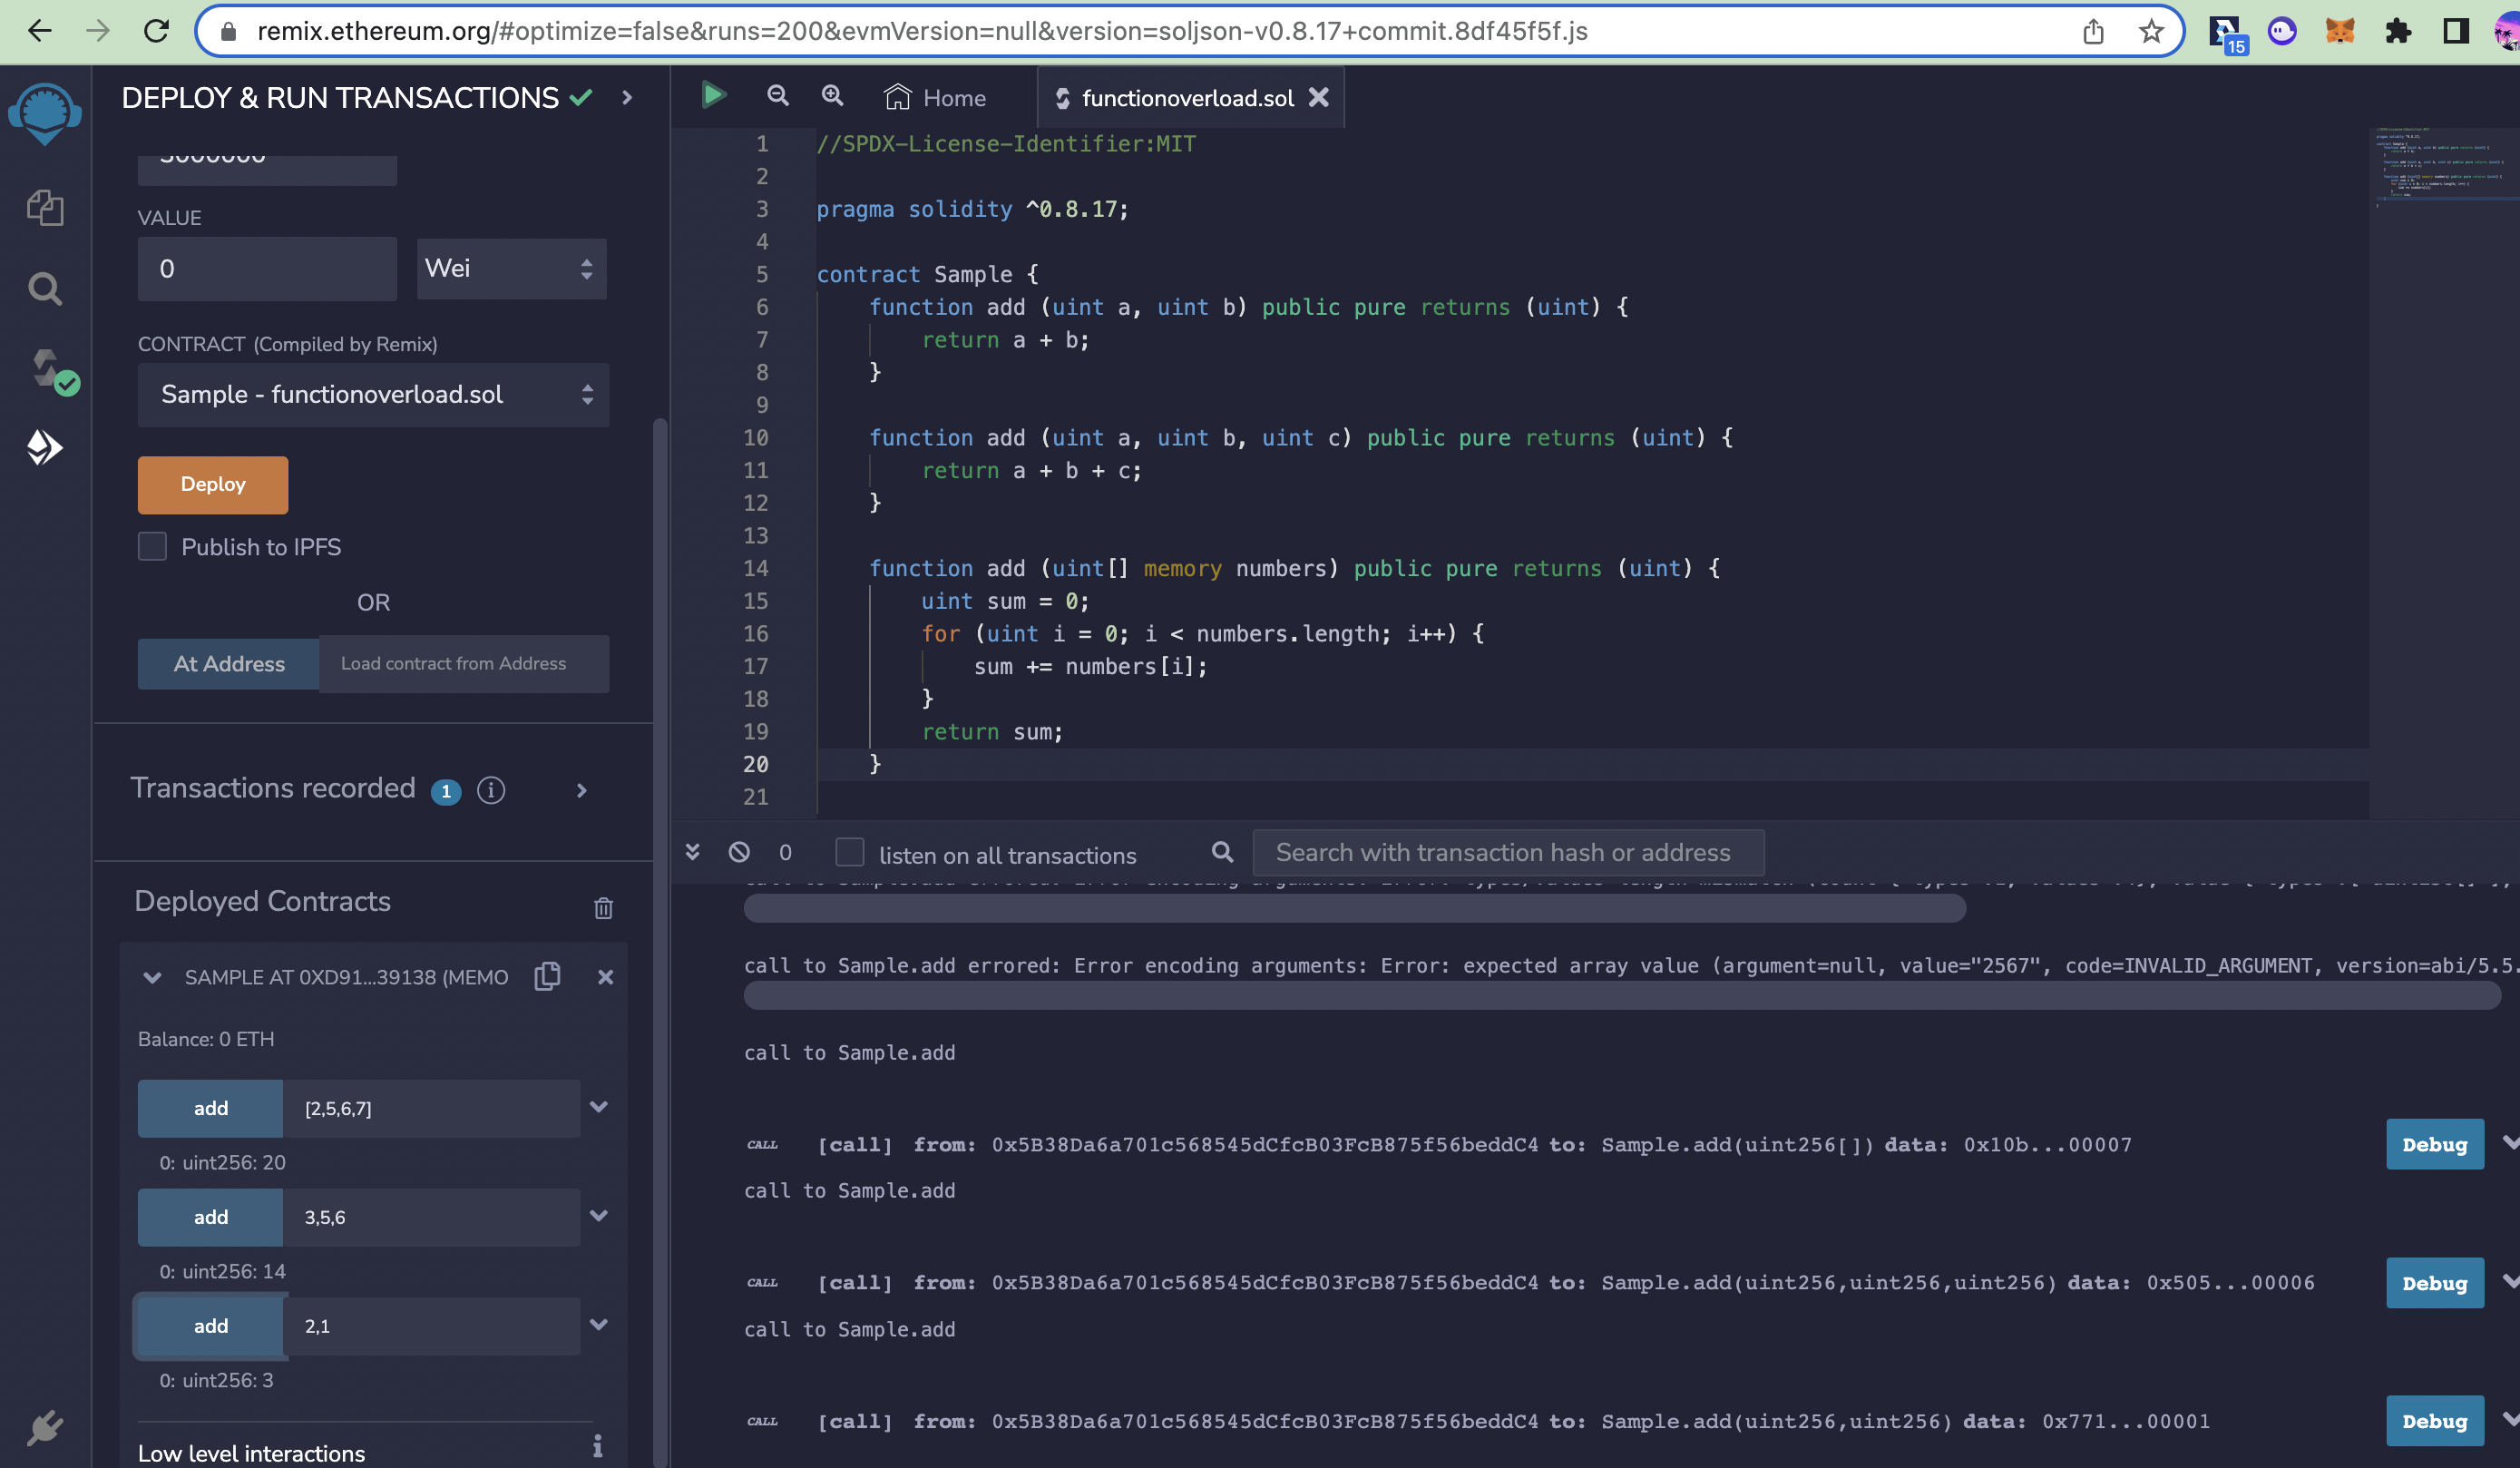 remix.ethereum.org/#optimize=false&runs=200&evmVersion=null&version=soljson-v0.8.17+commit.8df45f5f.js
15
DEPLOY & RUN TRANSACTIONS
VALUE
0
Wei
CONTRACT (Compiled by Remix)
Sample - functionoverload.sol
Deploy
Publish to IPFS
OR
At Address
Load contract from Address
Transactions recorded 1 i
Deployed Contracts
SAMPLE AT 0XD91...39138 (MEMO
Balance: 0 ETH
add [2,5,6,7]
0: uint256: 20
add 3,5,6
0: uint256: 14
add 2,1
0: uint256: 3
Low level interactions i
Home
functionoverload.sol
1 //SPDX-License-Identifier:MIT
2
3 pragma solidity ^0.8.17;
4
5 contract Sample {
6 function add (uint a, uint b) public pure returns (uint) {
7 return a + b;
8 }
9
10 function add (uint a, uint b, uint c) public pure returns (uint) {
11 return a + b + c;
12 }
13
14 function add (uint[] memory numbers) public pure returns (uint) {
15 uint sum = 0;
16 for (uint i = 0; i < numbers.length; i++) {
17 sum += numbers[i];
18 }
19 return sum;
20 }
21
0
listen on all transactions
Search with transaction hash or address
call to Sample.add errored: Error encoding arguments: Error: expected array value (argument=null, value="2567", code=INVALID_ARGUMENT, version=abi/5.5.
call to Sample.add
CALL [call] from: 0x5B38Da6a701c568545dCfcB03FcB875f56beddC4 to: Sample.add(uint256[]) data: 0x10b...00007
Debug
call to Sample.add
CALL [call] from: 0x5B38Da6a701c568545dCfcB03FcB875f56beddC4 to: Sample.add(uint256,uint256,uint256) data: 0x505...00006
Debug
call to Sample.add
CALL [call] from: 0x5B38Da6a701c568545dCfcB03FcB875f56beddC4 to: Sample.add(uint256,uint256) data: 0x771...00001
Debug